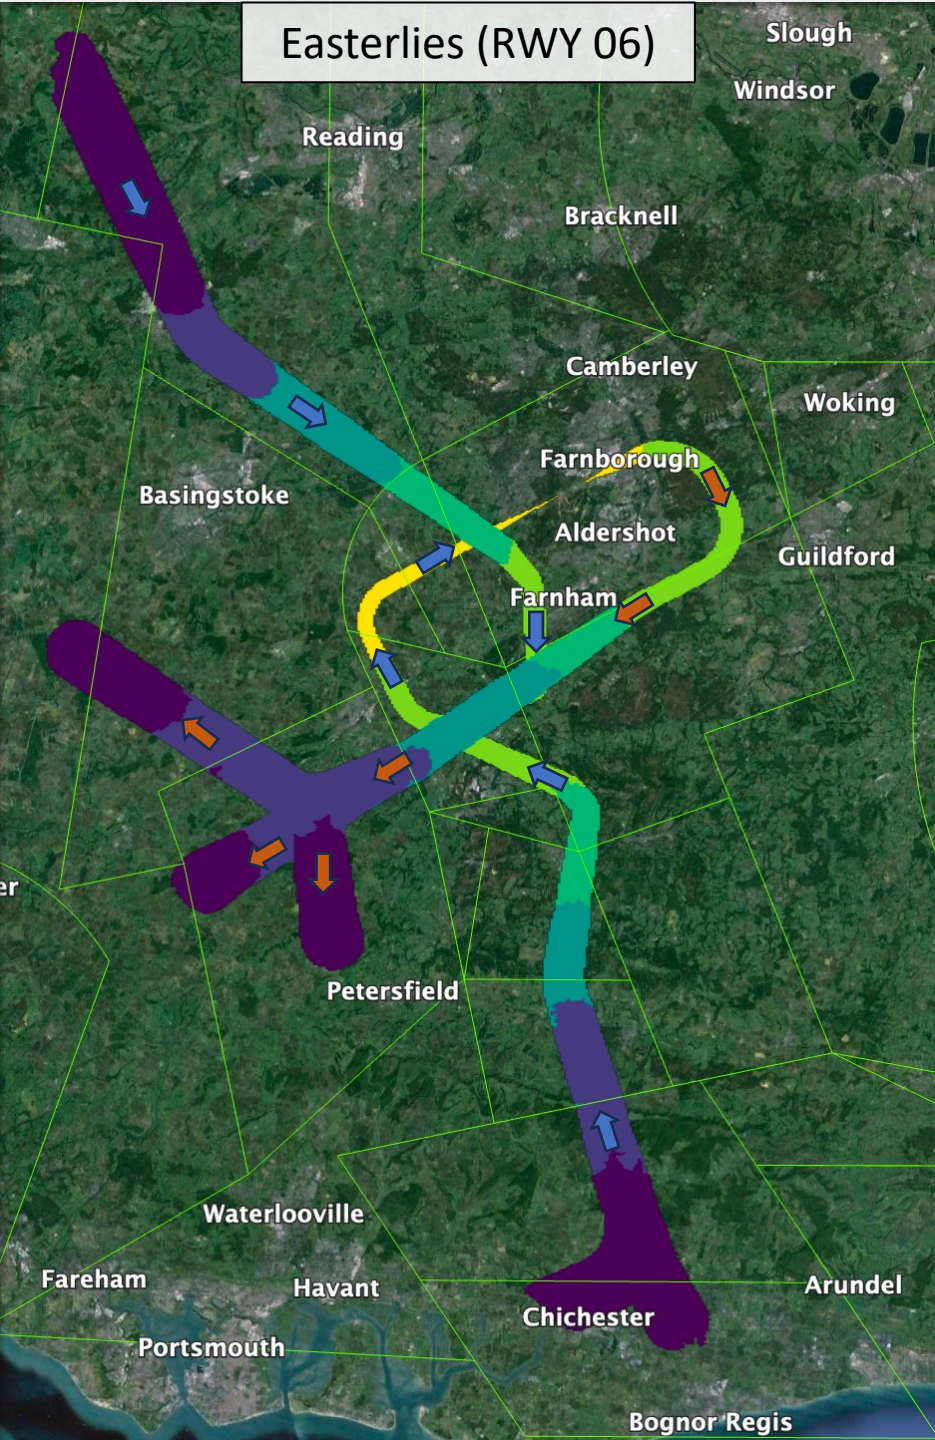 Easterlies (RWY 06)
Slough
Windsor
Reading
Bracknell
Camberley
Woking
Farnborough
Basingstoke
Aldershot
Guildford
Farnham
er
Petersfield
Waterlooville
Fareham
Havant
Arundel
Chichester
Portsmouth
Bognor Regis